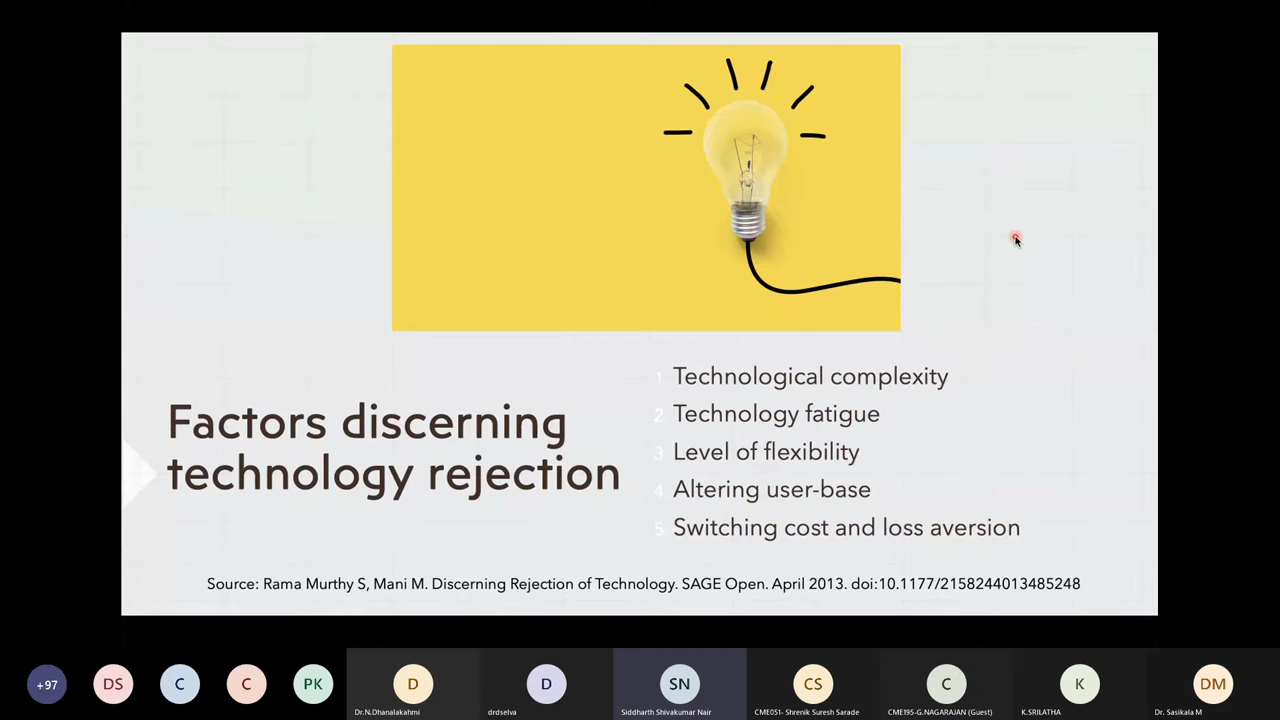 Factors discerning
technology rejection
1 Technological complexity
2 Technology fatigue
3 Level of flexibility
4 Altering user-base
5 Switching cost and loss aversion
Source: Rama Murthy S, Mani M. Discerning Rejection of Technology. SAGE Open. April 2013. doi:10.1177/2158244013485248
+97
DS
C
C
PK
D
Dr.N.Dhanalakahmi
D
drdselva
SN
Siddharth Shivakumar Nair
CS
CME051- Shrenik Suresh Sarade
C
CME195-G.NAGARAJAN (Guest)
K
K.SRILATHA
DM
Dr. Sasikala M